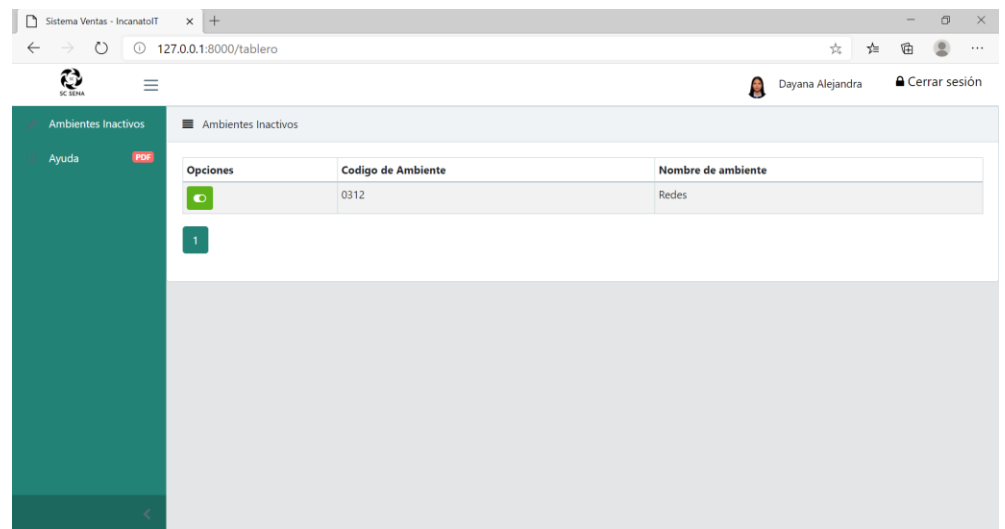 Sistema Ventas - IncanatoIT
127.0.0.1:8000/tablero
SC SENA
Dayana Alejandra
Cerrar sesión
Ambientes Inactivos
Ayuda PDF
Ambientes Inactivos
Opciones Codigo de Ambiente Nombre de ambiente
0312 Redes
1